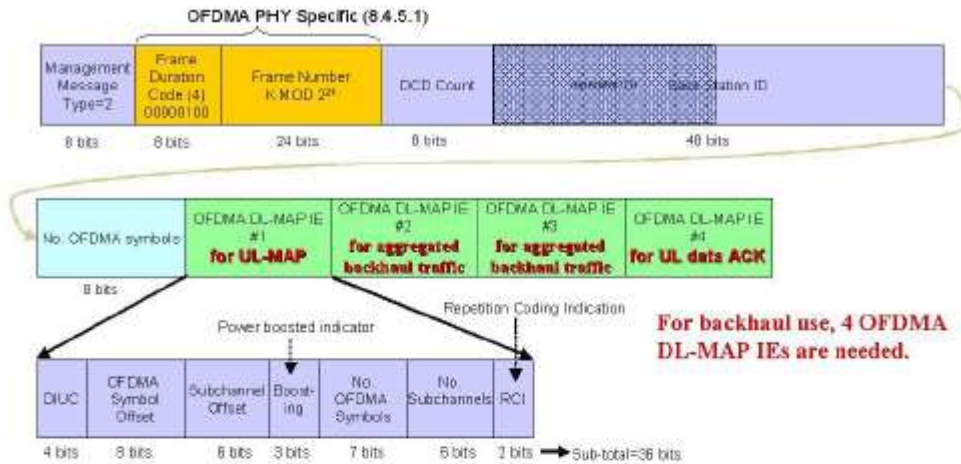 OFDMA PHY Specific (8.4.5.1)
Management
Message
Type=2
Frame
Duration
Code (4)
00000100
Frame Number
K MOD 2²⁴
DCD Count
operator ID
Base Station ID
8 bits
8 bits
24 bits
8 bits
48 bits
No. OFDMA symbols
OFDMA DL-MAP IE
#1
for UL-MAP
OFDMA DL-MAP IE
#2
for aggregated
backhaul traffic
OFDMA DL-MAP IE
#3
for aggregated
backhaul traffic
OFDMA DL-MAP IE
#4
for UL data ACK
8 bits
Power boosted indicator
Repetition Coding Indication
For backhaul use, 4 OFDMA
DL-MAP IEs are needed.
DIUC
OFDMA
Symbol
Offset
Subchannel
Offset
Boost-
ing
No.
OFDMA
Symbols
No.
Subchannels
RCI
4 bits
8 bits
6 bits
3 bits
7 bits
6 bits
2 bits
Sub-total=36 bits